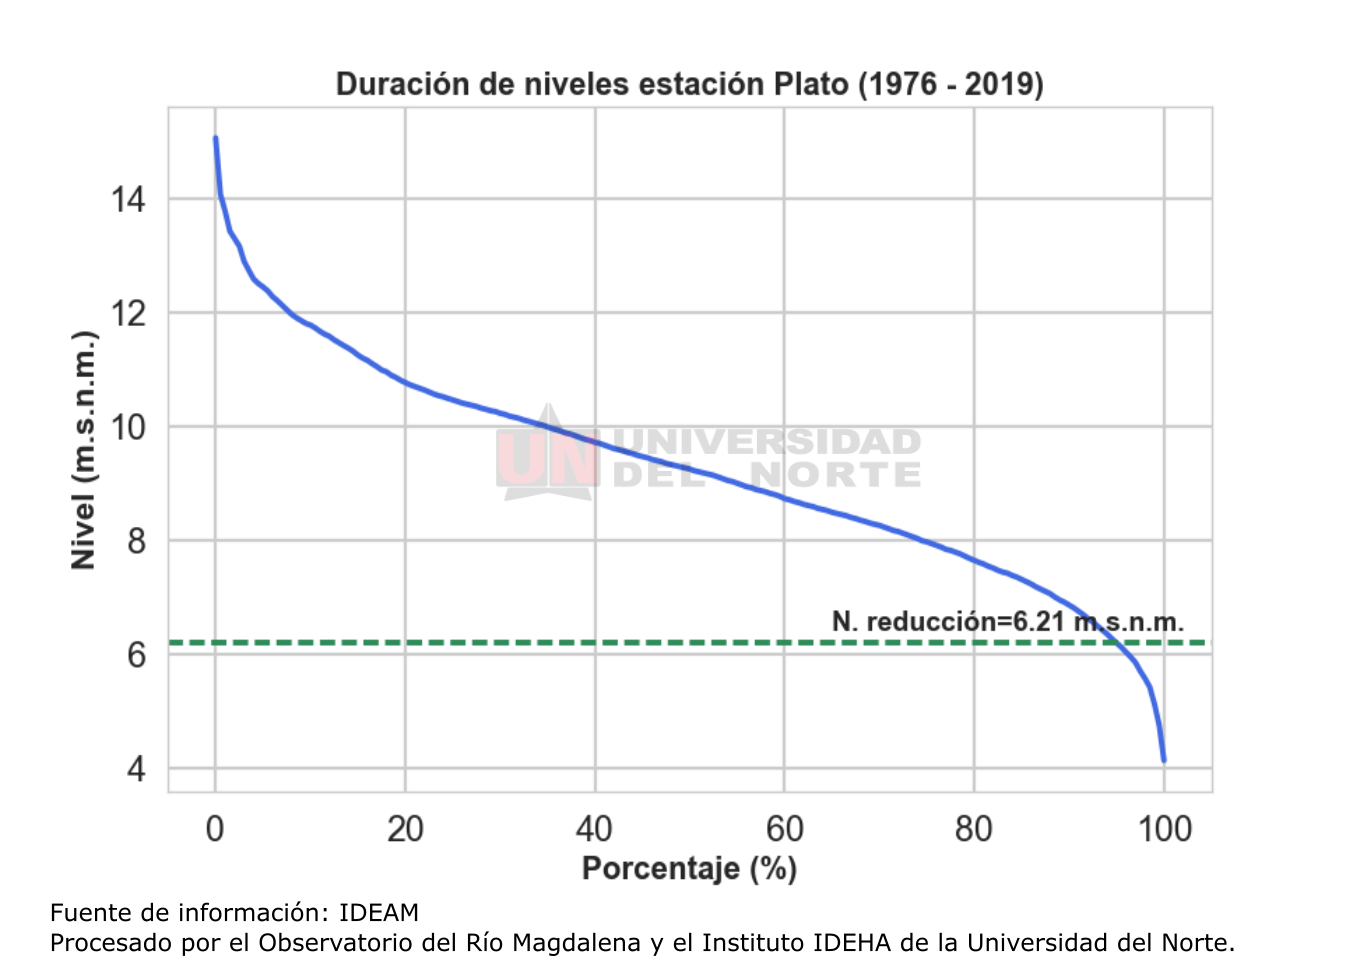 Duración de niveles estación Plato (1976 - 2019)
14
12
10
8
6
4
Nivel (m.s.n.m.)
UN UNIVERSIDAD
DEL NORTE
N. reducción=6.21 m.s.n.m.
0 20 40 60 80 100
Porcentaje (%)
Fuente de información: IDEAM
Procesado por el Observatorio del Río Magdalena y el Instituto IDEHA de la Universidad del Norte.